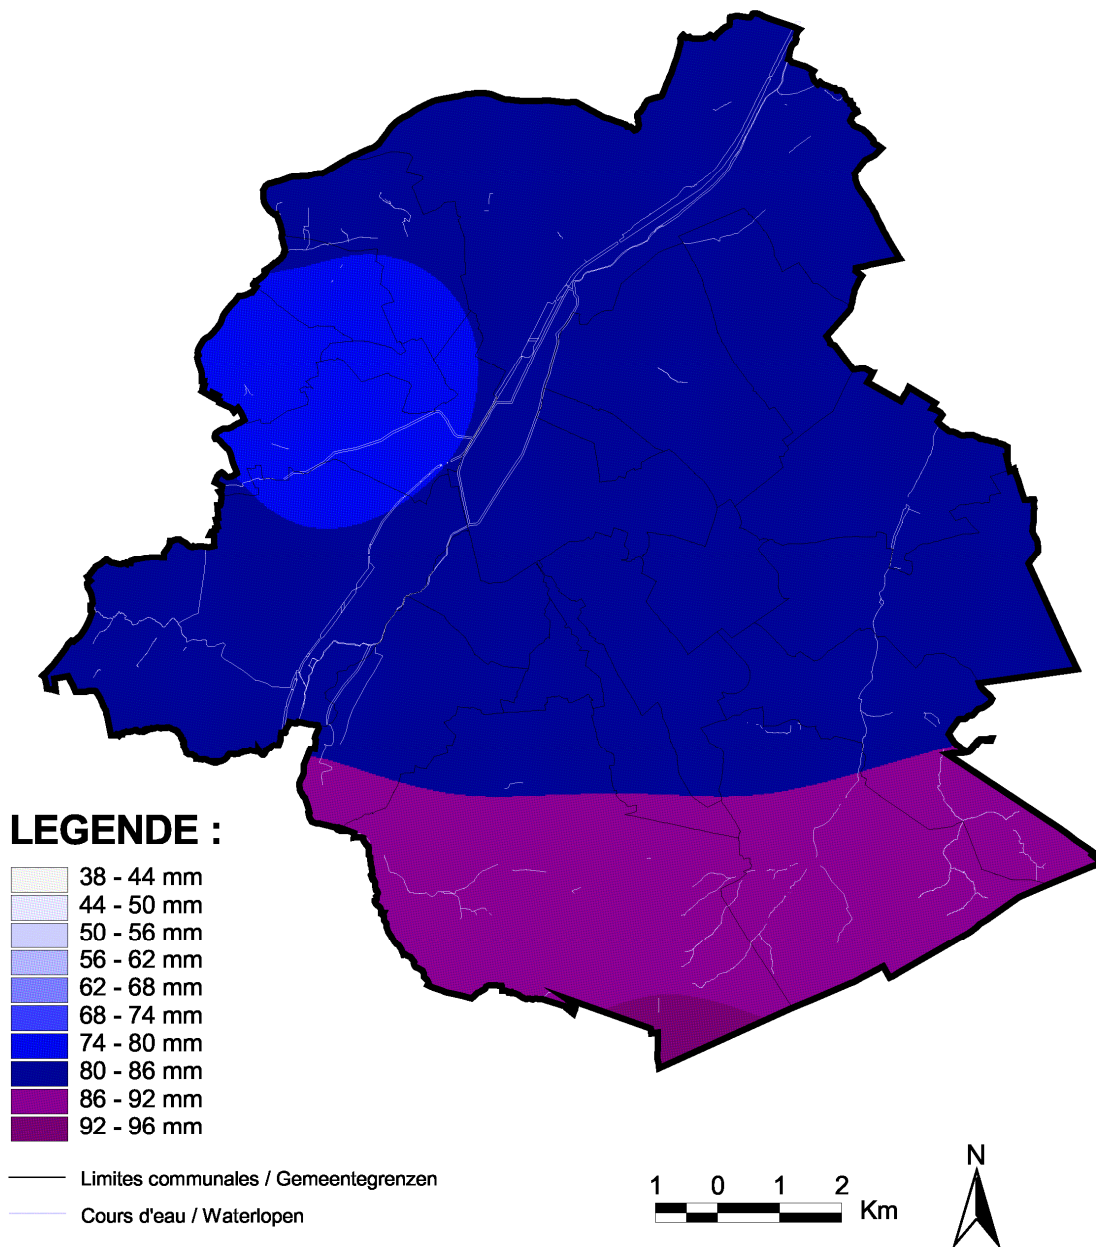 LEGENDE :
38 - 44 mm
44 - 50 mm
50 - 56 mm
56 - 62 mm
62 - 68 mm
68 - 74 mm
74 - 80 mm
80 - 86 mm
86 - 92 mm
92 - 96 mm
Limites communales / Gemeentegrenzen
Cours d'eau / Waterlopen
1 0 1 2
Km
N